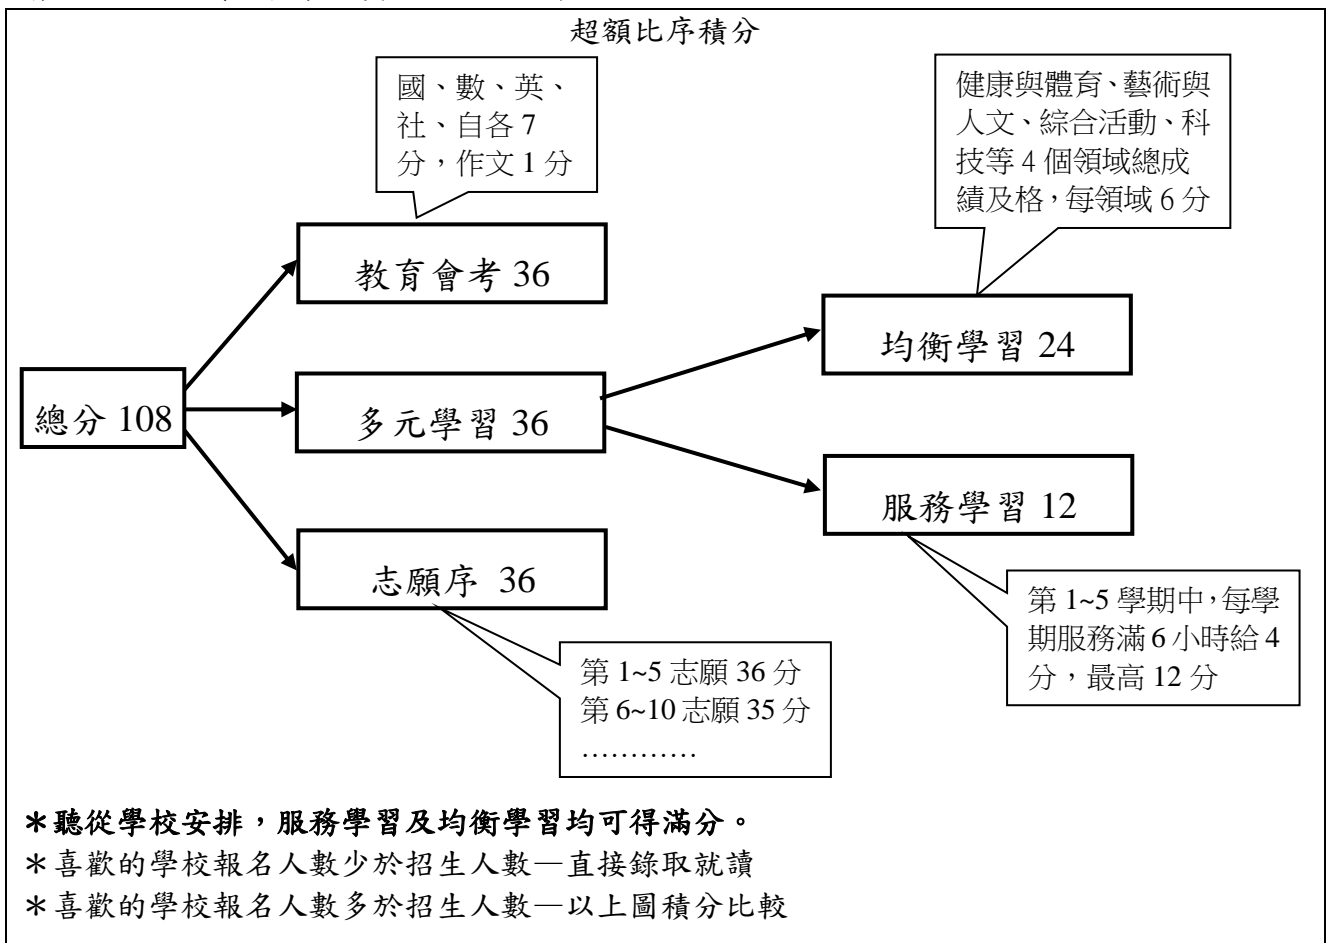 超額比序積分
國、數、英、
社、自各 7
分，作文 1 分
健康與體育、藝術與
人文、綜合活動、科
技等 4 個領域總成
績及格，每領域 6 分
教育會考 36
均衡學習 24
總分 108
多元學習 36
服務學習 12
志願序 36
第 1~5 學期中，每學
期服務滿 6 小時給 4
分，最高 12 分
第 1~5 志願 36 分
第 6~10 志願 35 分
…………
＊聽從學校安排，服務學習及均衡學習均可得滿分。
＊喜歡的學校報名人數少於招生人數—直接錄取就讀
＊喜歡的學校報名人數多於招生人數—以上圖積分比較